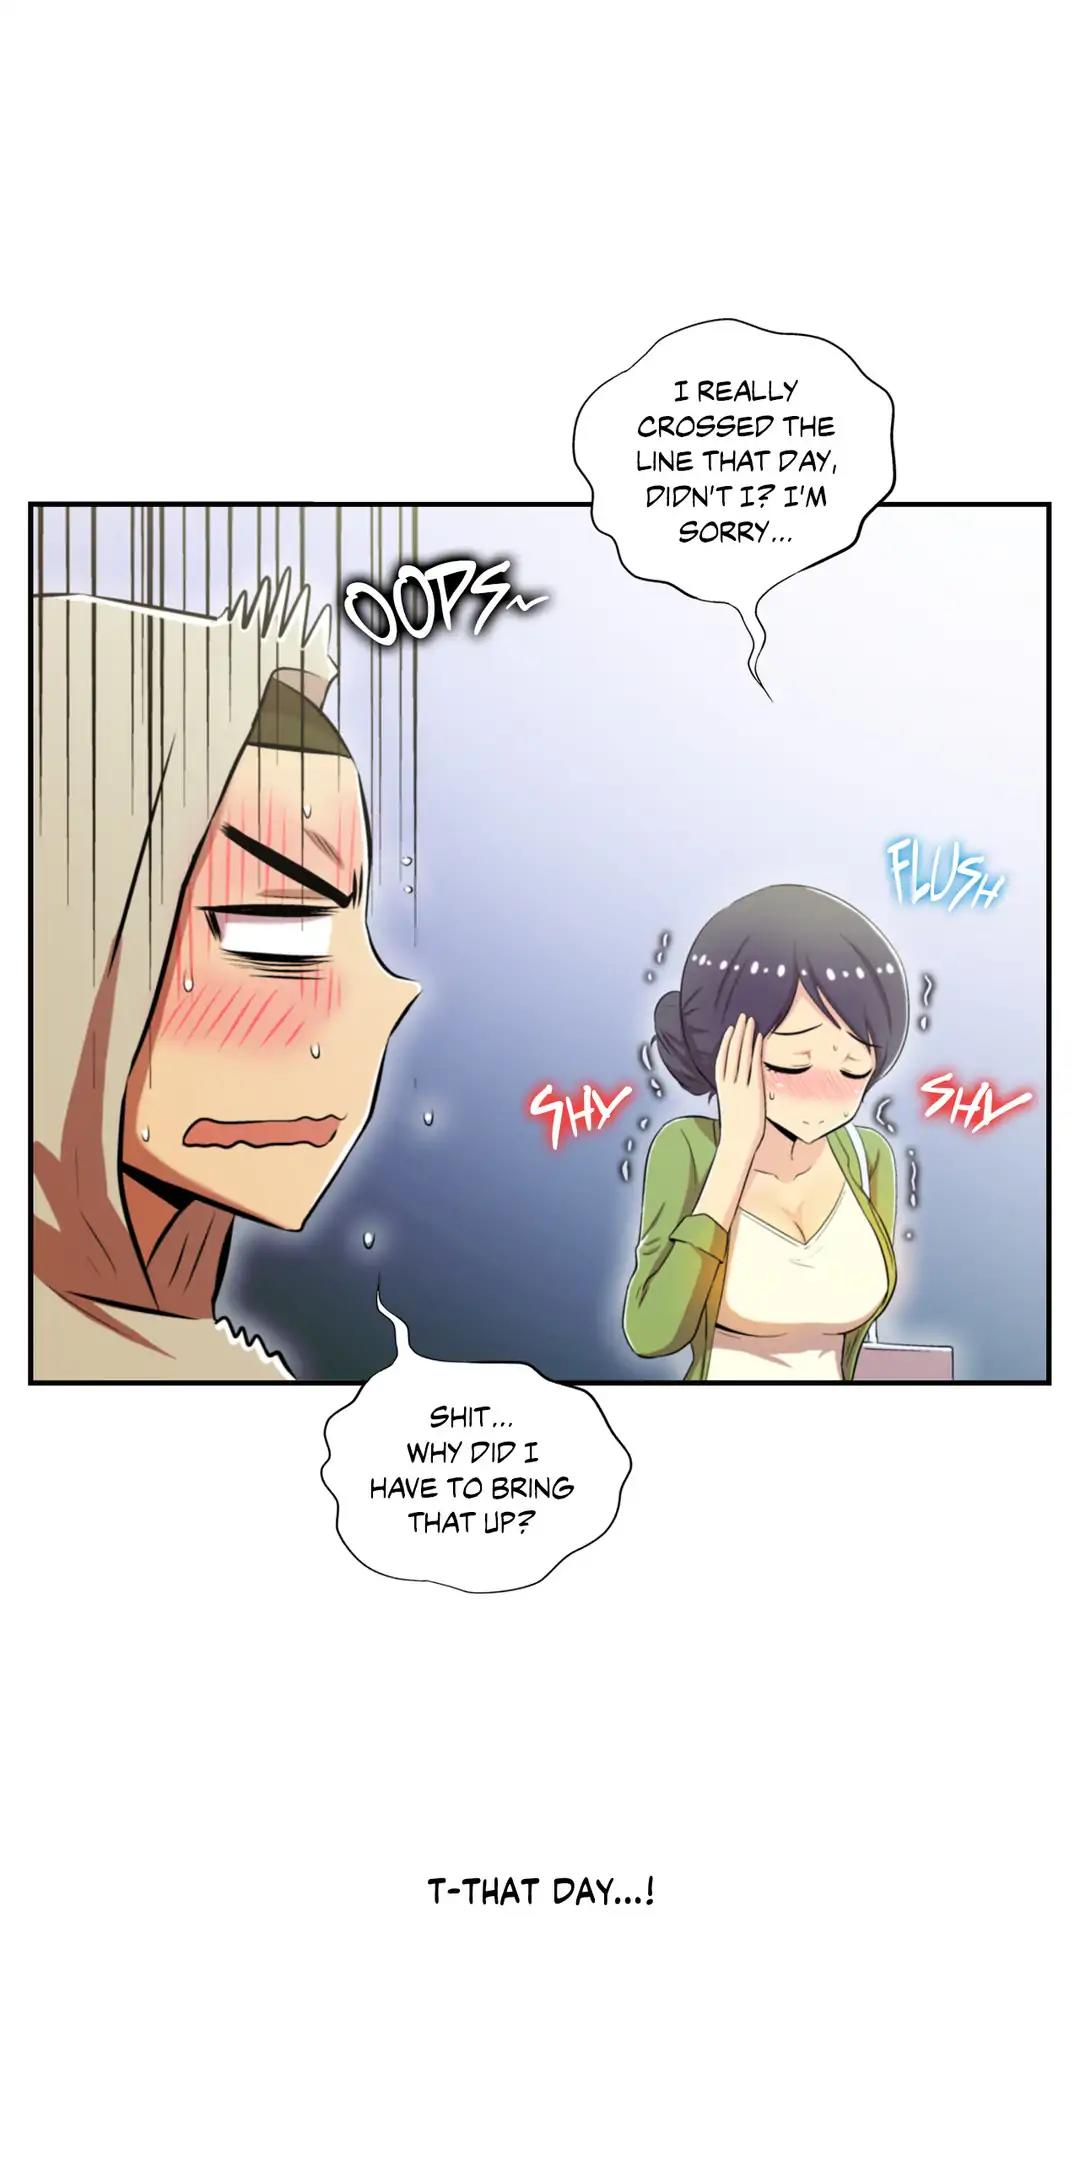 I REALLY
CROSSED THE
LINE THAT DAY,
DIDN'T I? I'M
SORRY...
OOPS~
FLUSH
SHY
SHY
SHIT...
WHY DID I
HAVE TO BRING
THAT UP?
T-THAT DAY...!